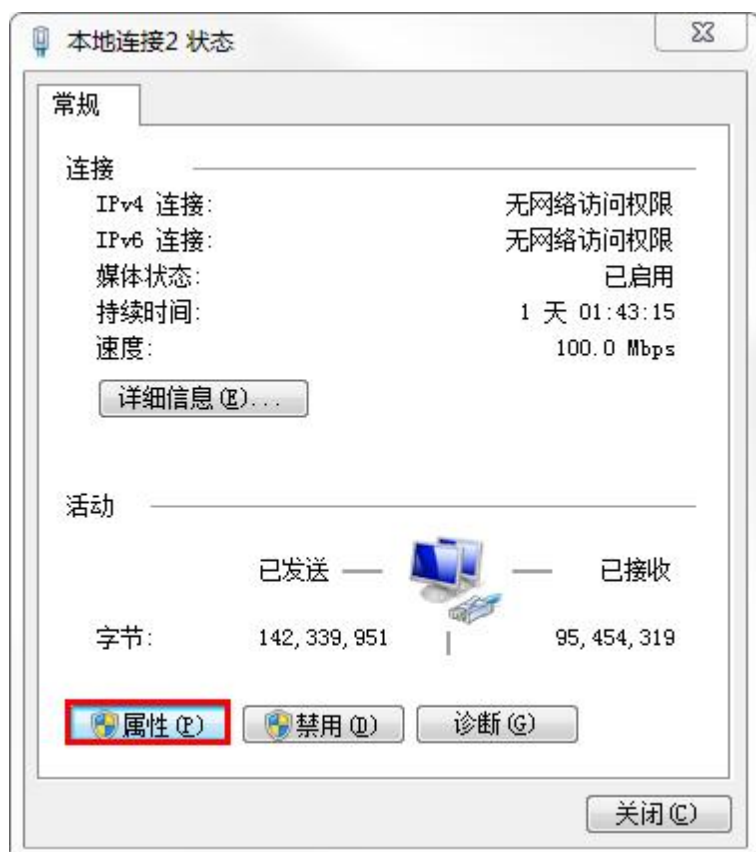 本地连接2 状态
常规
连接
IPv4 连接: 无网络访问权限
IPv6 连接: 无网络访问权限
媒体状态: 已启用
持续时间: 1 天 01:43:15
速度: 100.0 Mbps
详细信息(E)...
活动
已发送 — — 已接收
字节: 142,339,951 | 95,454,319
属性(P) 禁用(D) 诊断(G)
关闭(C)